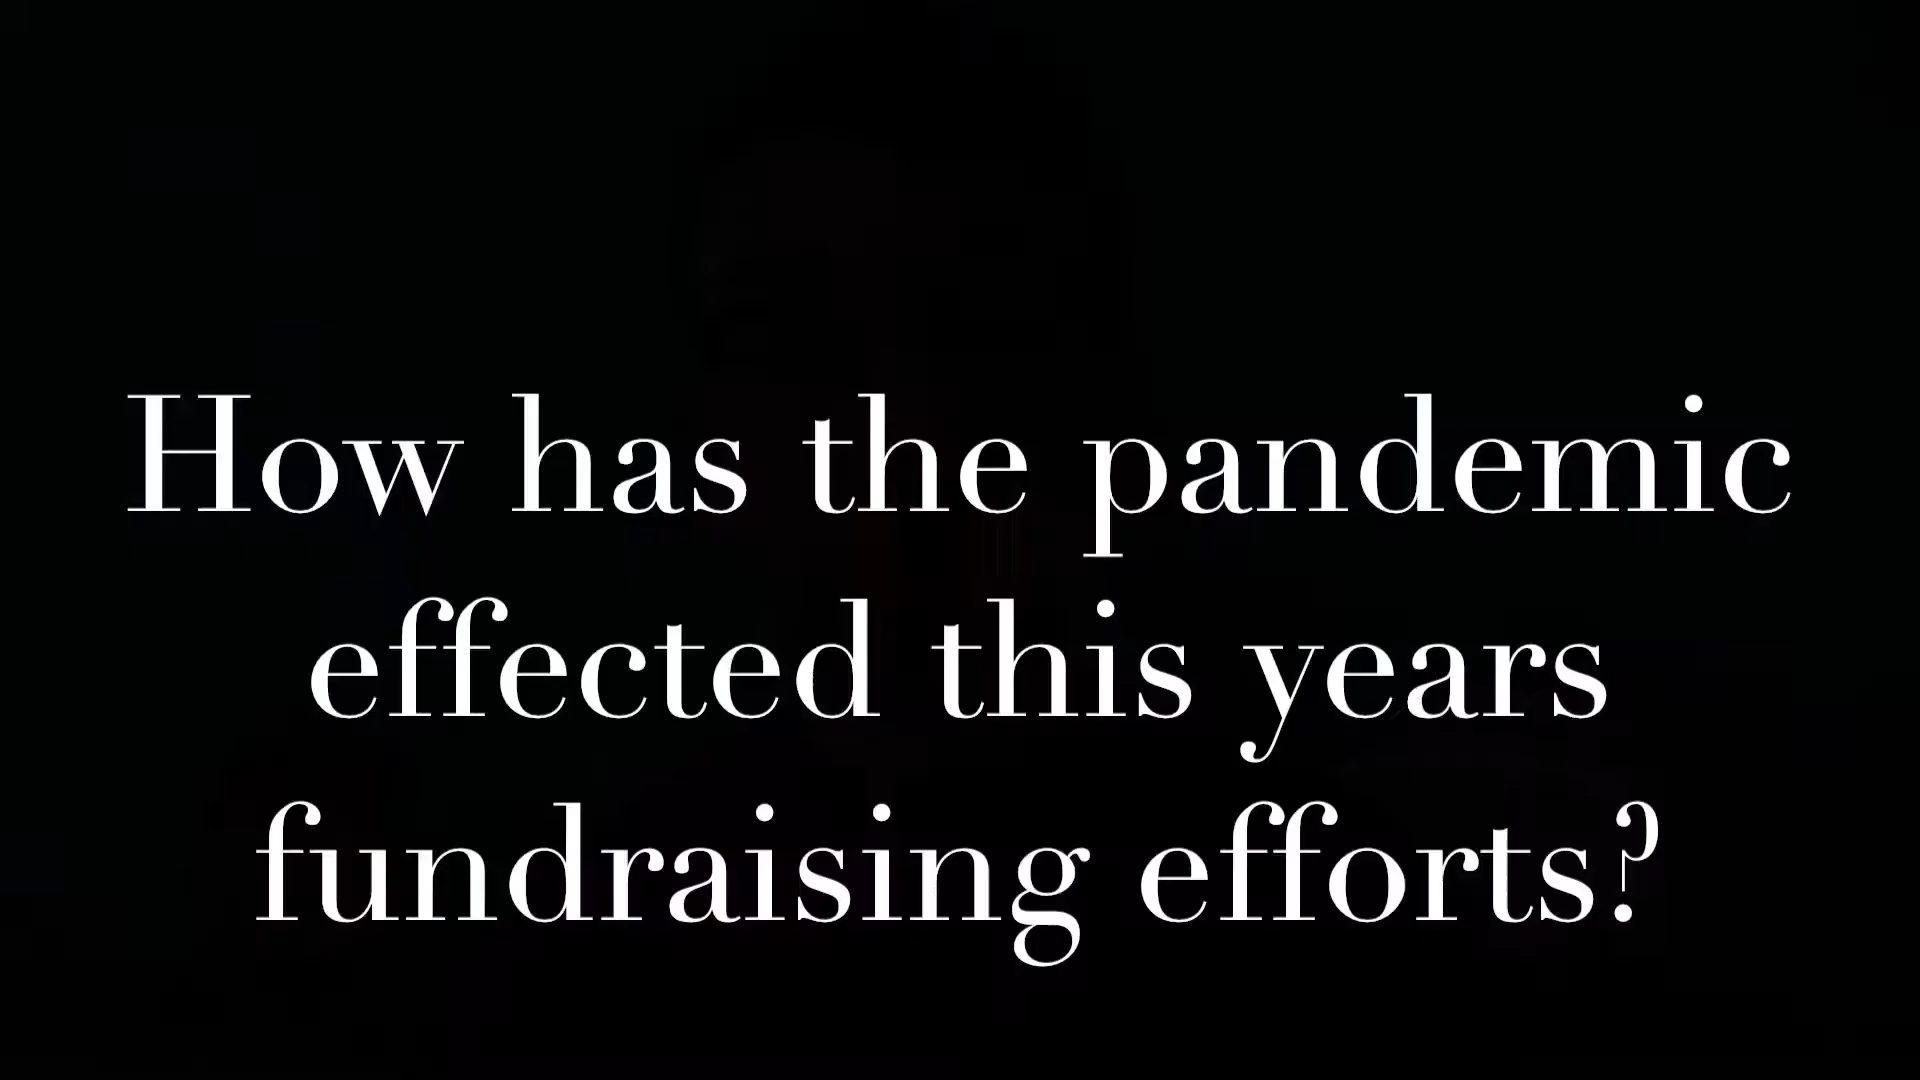 How has the pandemic
effected this years
fundraising efforts?